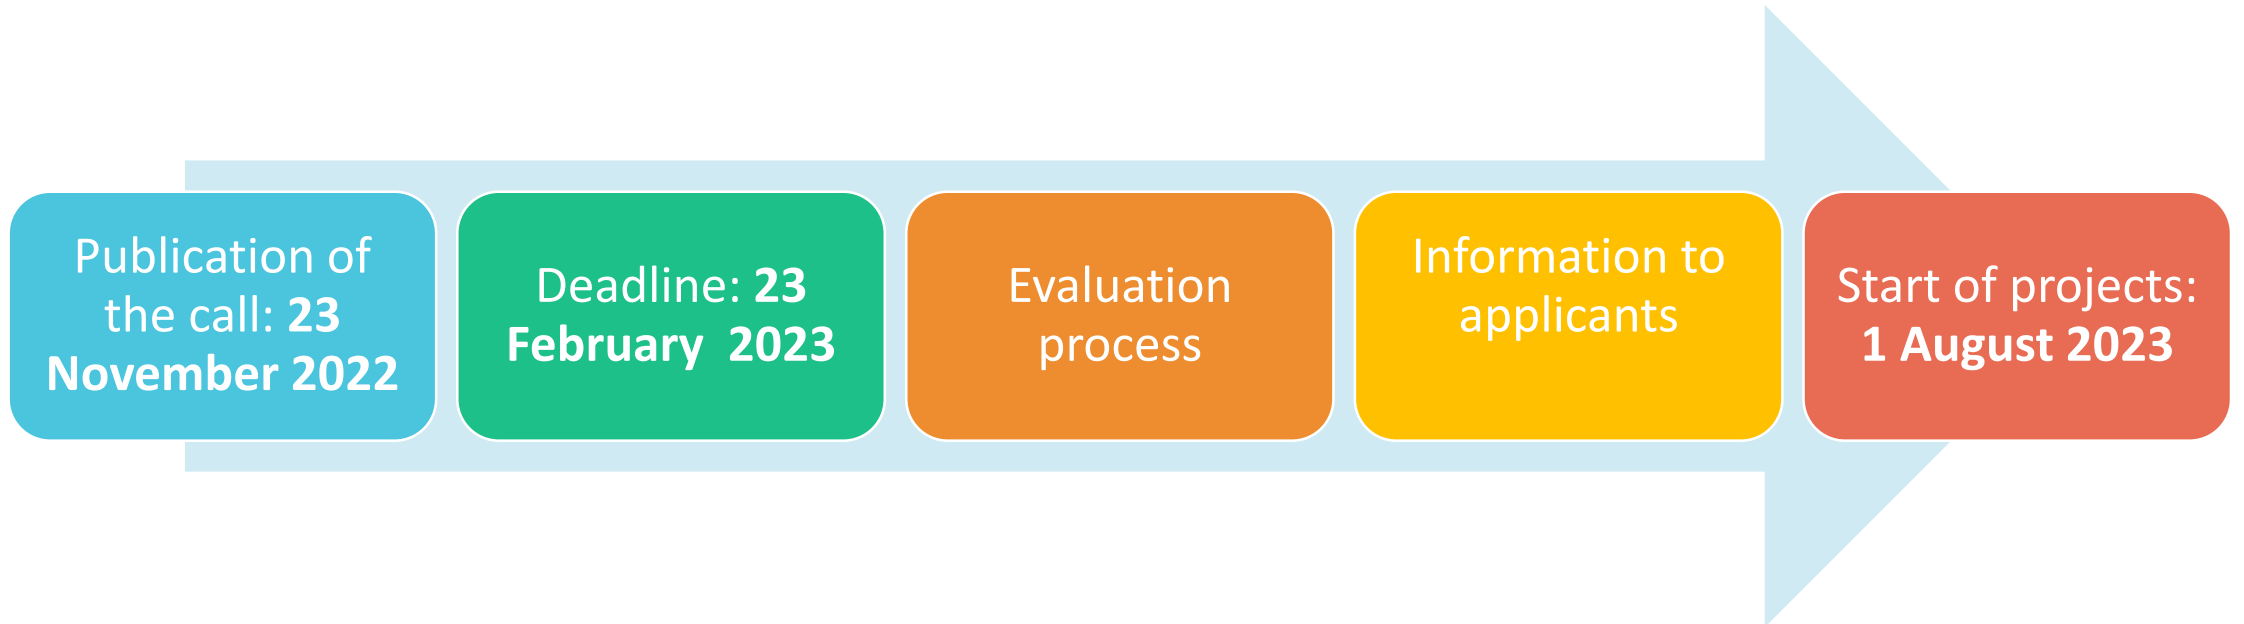 Publication of
the call: 23
November 2022
Deadline: 23
February  2023
Evaluation
process
Information to
applicants
Start of projects:
1 August 2023